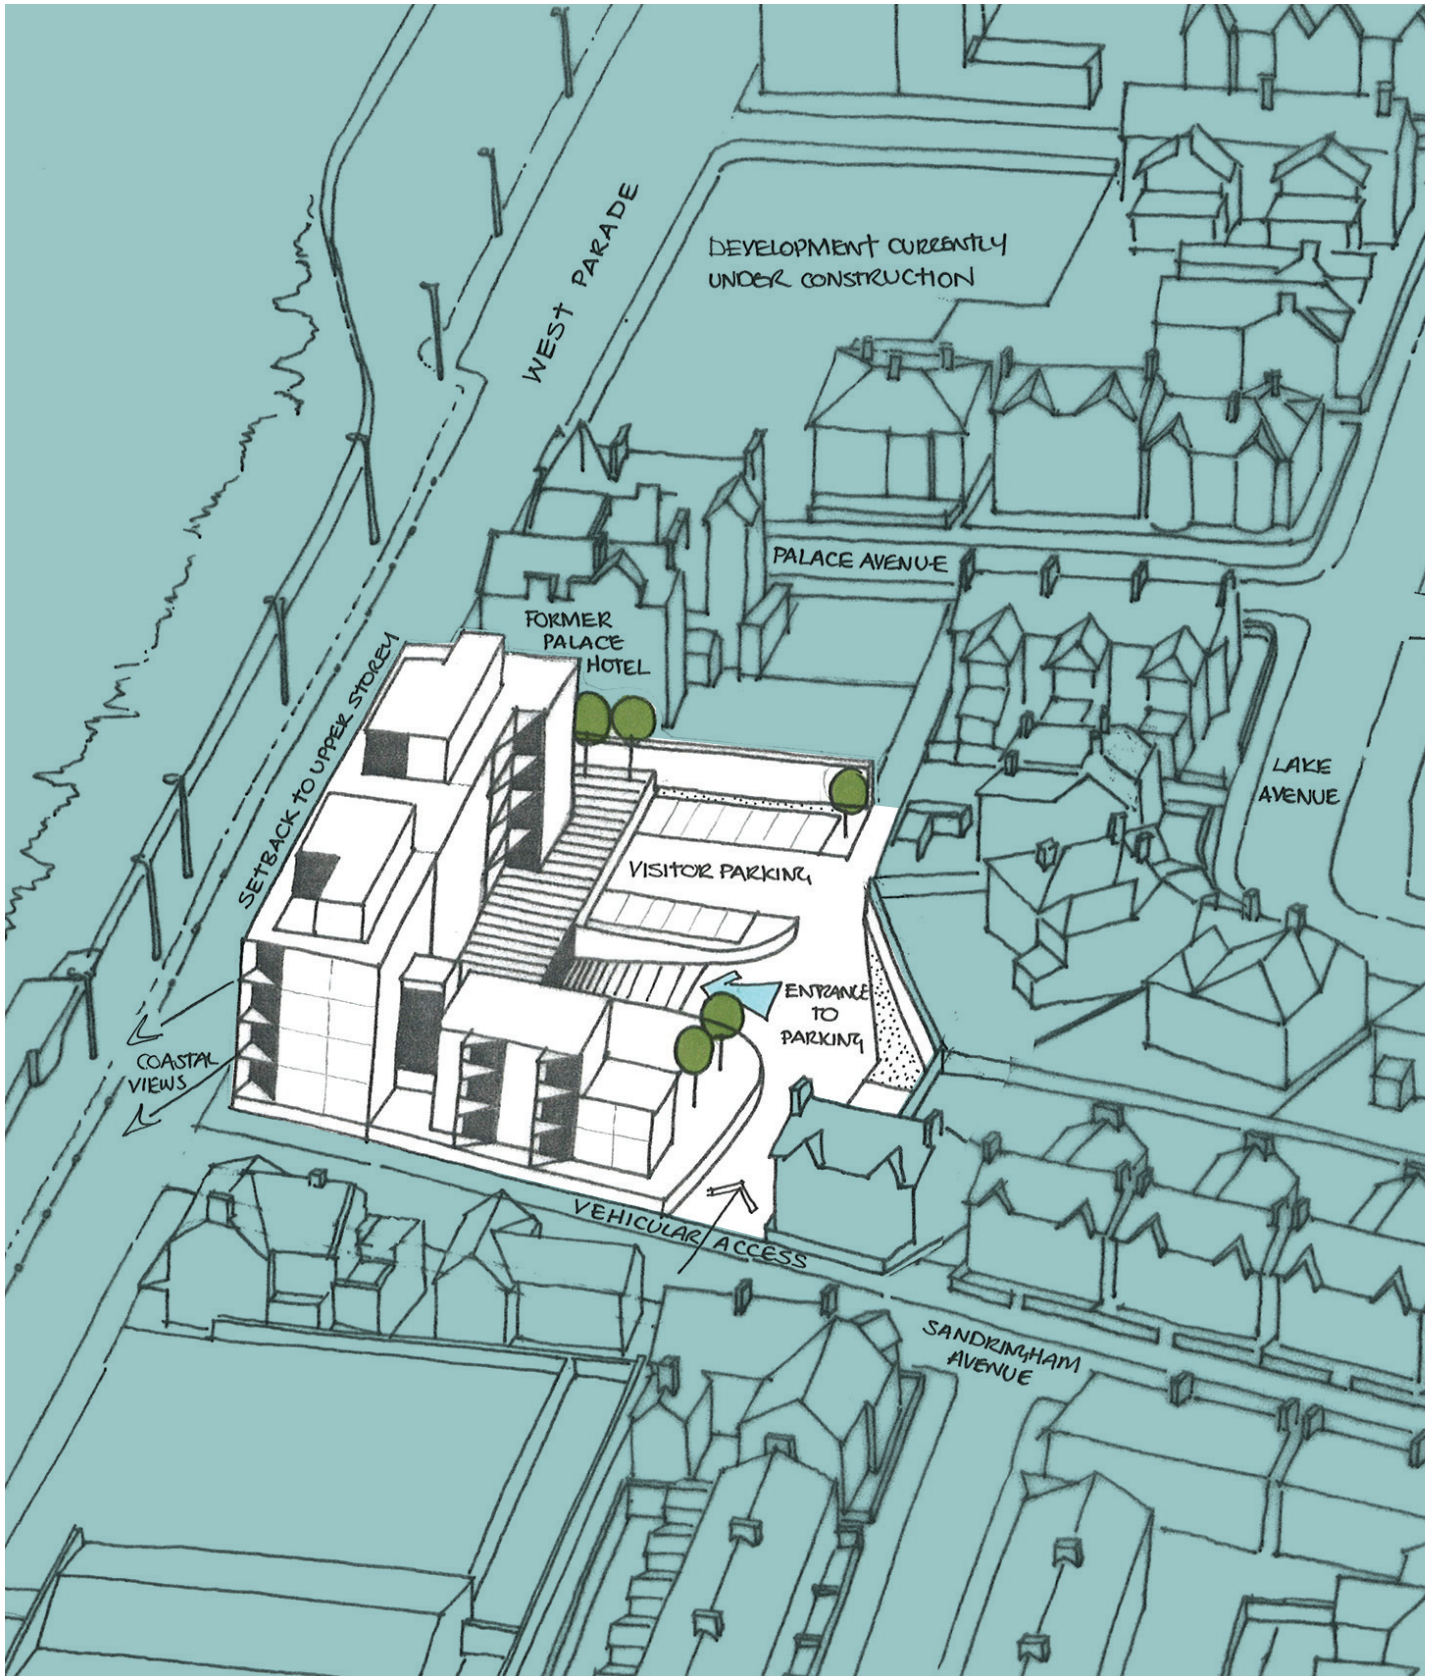 DEVELOPMENT CURRENTLY
UNDER CONSTRUCTION
WEST PARADE
PALACE AVENUE
FORMER
PALACE
HOTEL
SETBACK TO UPPER STOREY
LAKE
AVENUE
VISITOR PARKING
ENTRANCE
TO
PARKING
COASTAL
VIEWS
VEHICULAR ACCESS
SANDRINGHAM
AVENUE